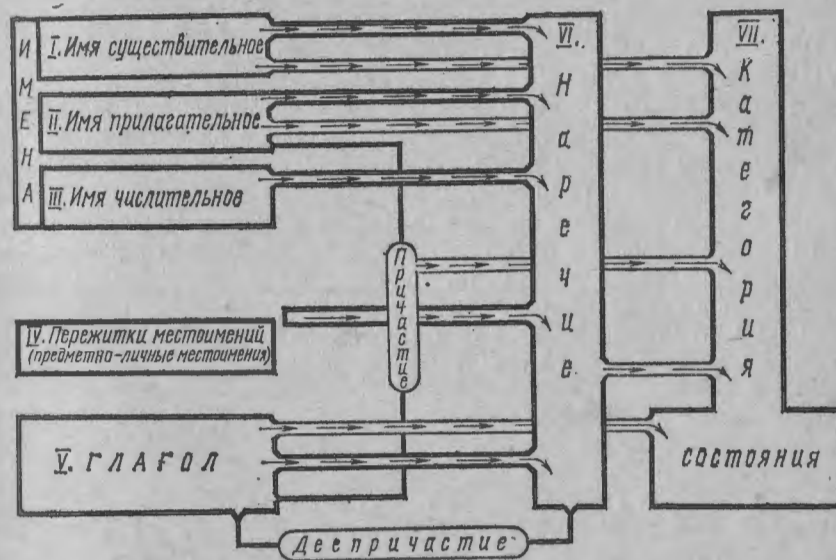 ИМЕНА
I. Имя существительное
II. Имя прилагательное
III. Имя числительное
IV. Пережитки местоимений
(предметно-личные местоимения)
V. ГЛАГОЛ
Причастие
Деепричастие
VI. Наречие
VII. Категория
состояния